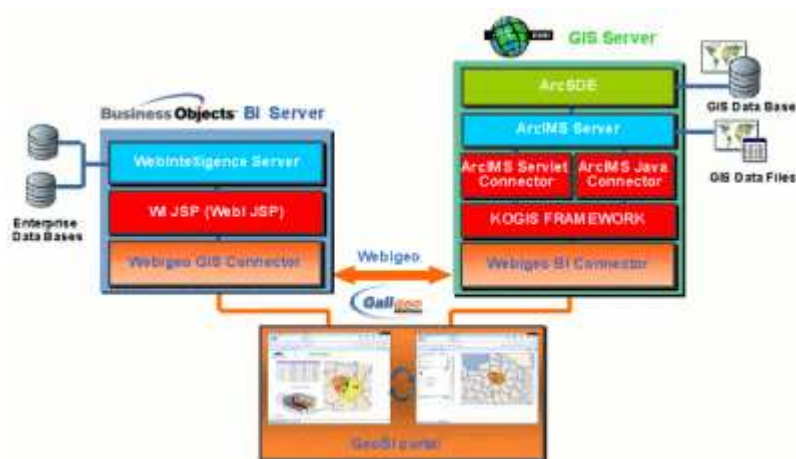 GIS Server
ArcSDE
GIS Data Base
Business Objects BI Server
ArcIMS Server
WebIntelligence Server
ArcIMS Servlet Connector
ArcIMS Java Connector
GIS Data Files
WI JSP (WebI JSP)
KOGIS FRAMEWORK
Enterprise
Data Bases
Webigeo GIS Connector
Webigeo
Webigeo BI Connector
Galigeo
GeoBI portal